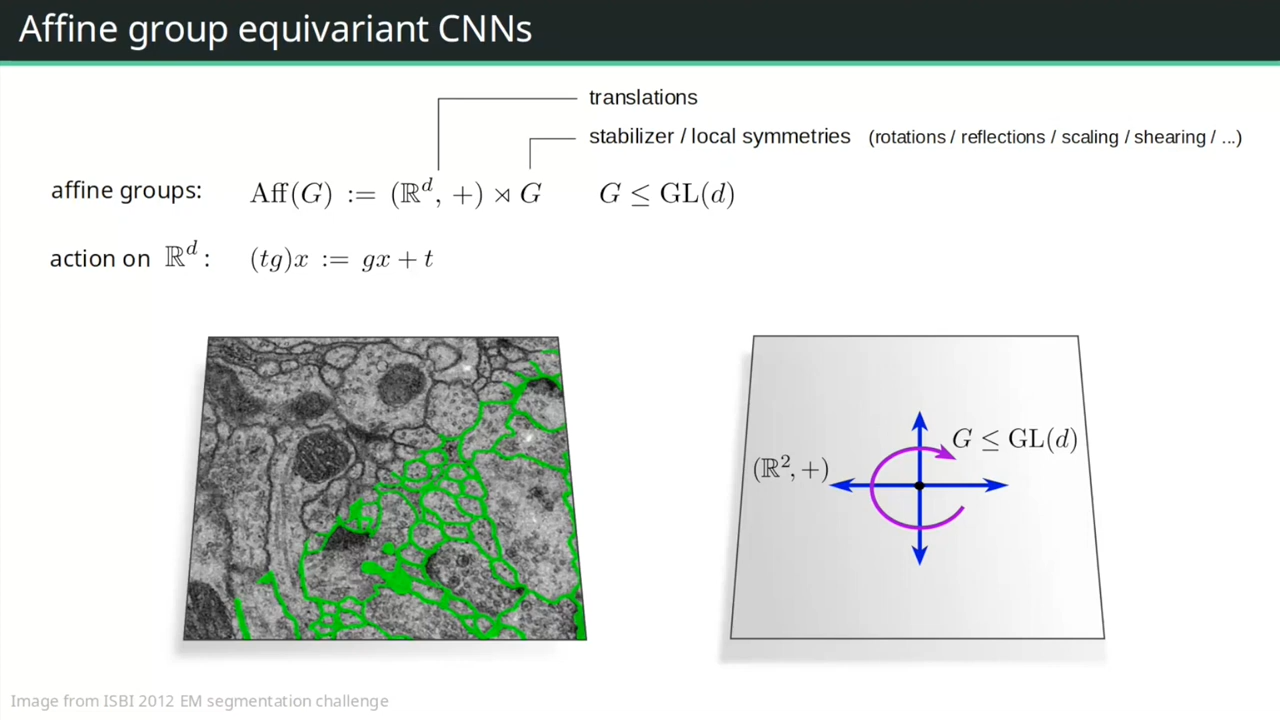 Affine group equivariant CNNs
translations
stabilizer / local symmetries (rotations / reflections / scaling / shearing / ...)
affine groups: Aff(G) := (ℝᵈ, +) ⋊ G G ≤ GL(d)
action on ℝᵈ: (tg)x := gx + t
G ≤ GL(d)
(ℝ², +)
Image from ISBI 2012 EM segmentation challenge